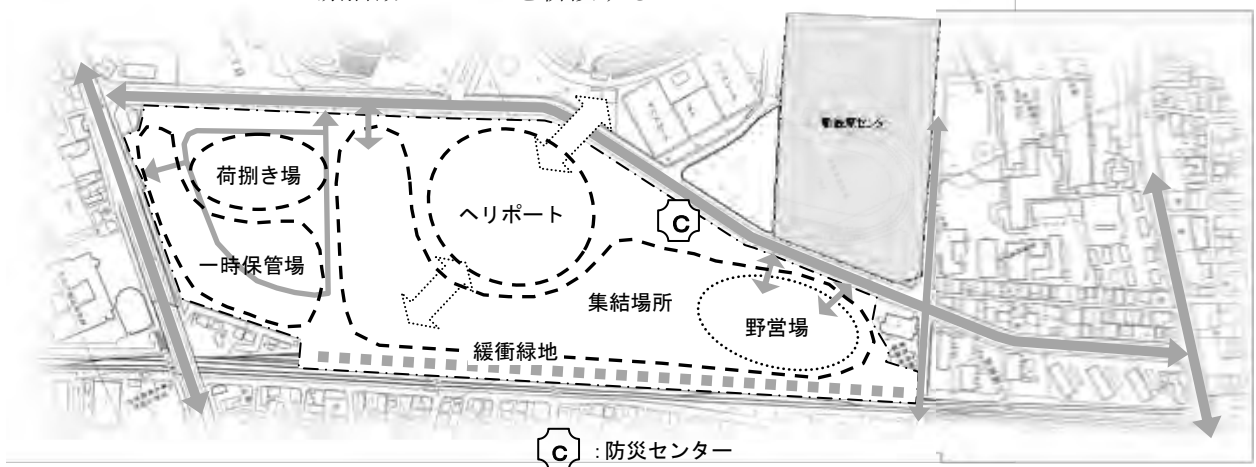 荷捌き場
ヘリポート
C
一時保管場
集結場所
野営場
緩衝緑地
C :防災センター